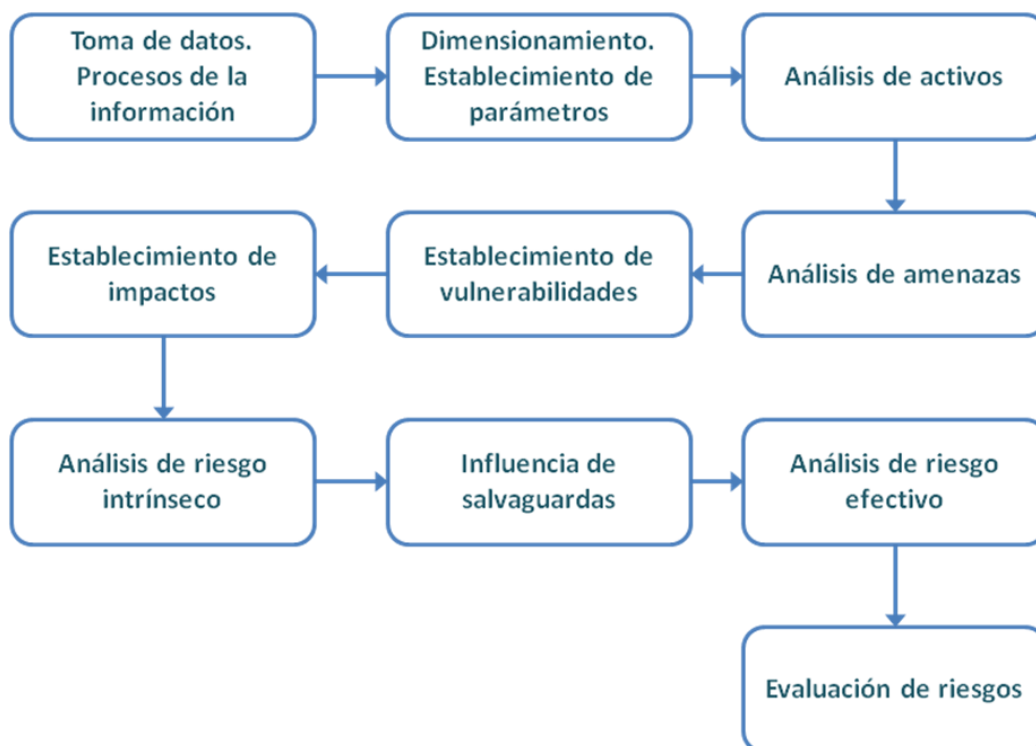 Toma de datos.
Procesos de la
información
Dimensionamiento.
Establecimiento de
parámetros
Análisis de activos
Análisis de amenazas
Establecimiento de
vulnerabilidades
Establecimiento de
impactos
Análisis de riesgo
intrínseco
Influencia de
salvaguardas
Análisis de riesgo
efectivo
Evaluación de riesgos